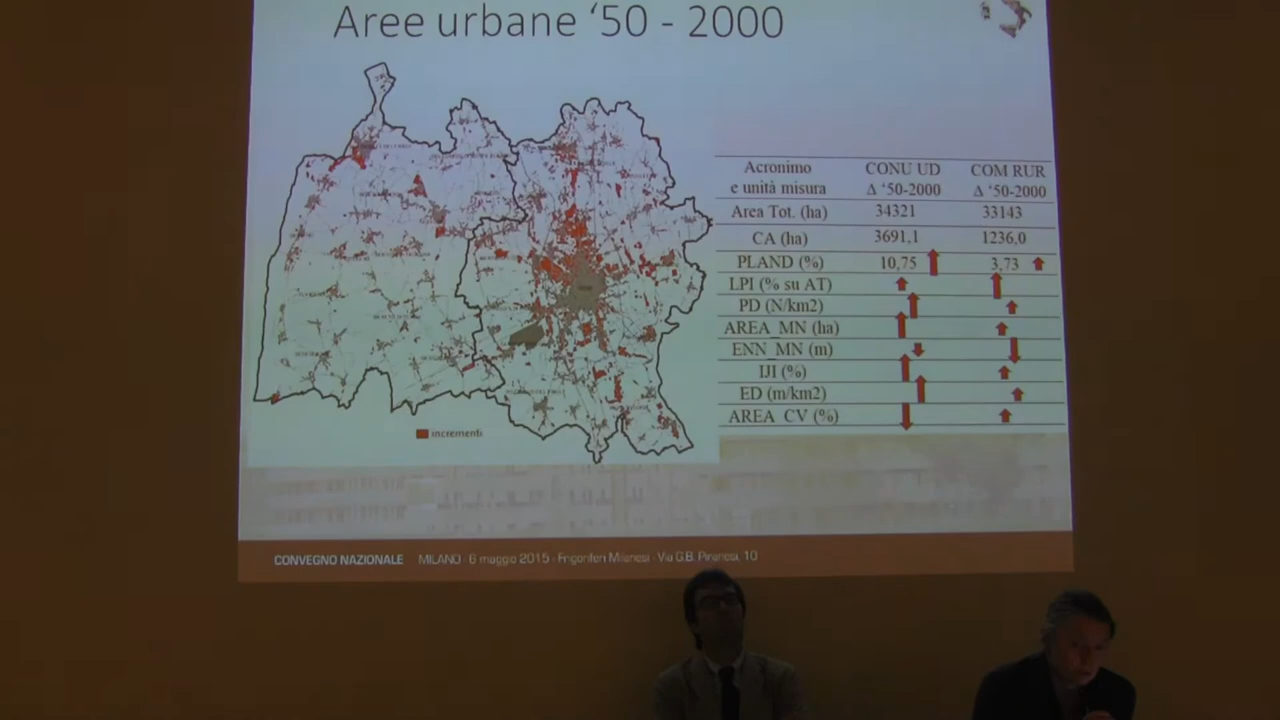 Aree urbane ‘50 - 2000
Acronimo e unità misura CONU UD Δ ‘50-2000 COM RUR Δ ‘50-2000
Area Tot. (ha) 34321 33143
CA (ha) 3691,1 1236,0
PLAND (%) 10,75 3,73
LPI (% su AT)
PD (N/km2)
AREA_MN (ha)
ENN_MN (m)
IJI (%)
ED (m/km2)
AREA_CV (%)
incrementi
CONVEGNO NAZIONALE MILANO - 6 maggio 2015 - Frigoriferi Milanesi - Via G.B. Piranesi, 10